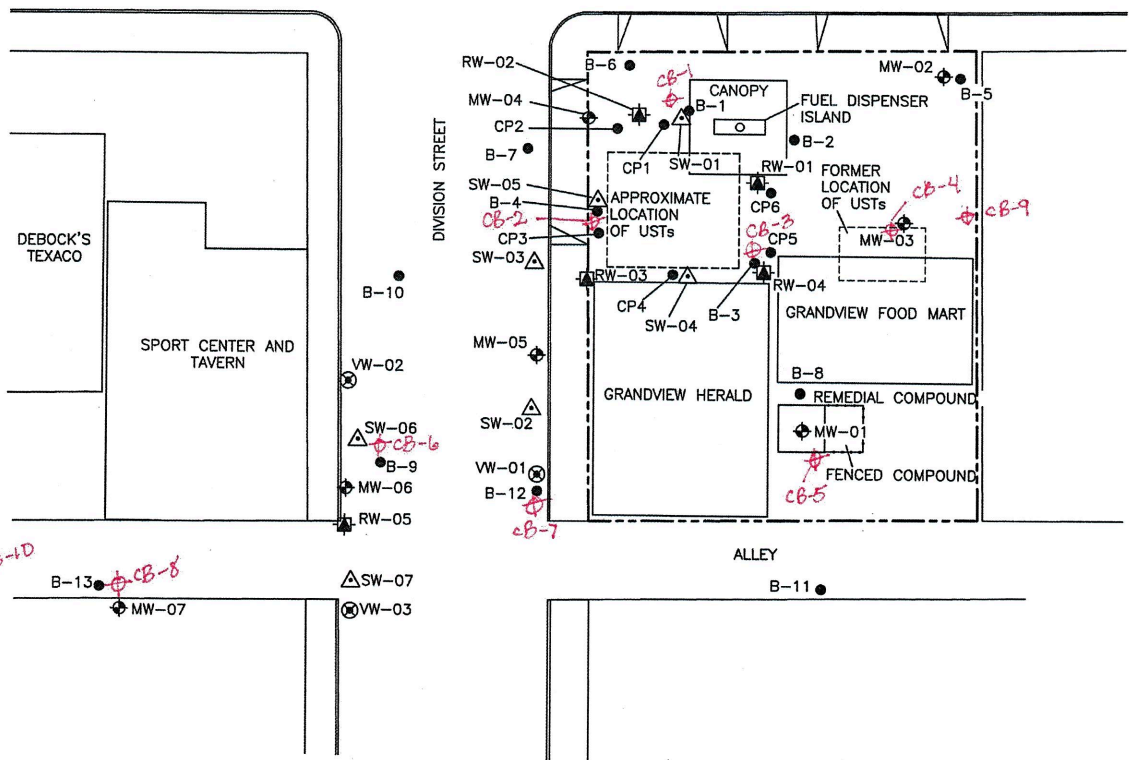 RW-02
B-6
CB-1
MW-02
CANOPY
B-5
MW-04
B-1
FUEL DISPENSER
ISLAND
CP2
B-2
B-7
CP1
SW-01
RW-01
DIVISION STREET
SW-05
APPROXIMATE
LOCATION
OF USTs
FORMER
LOCATION
OF USTs
CB-4
B-4
CP6
CB-2
CB-9
CB-3
CP3
CP5
MW-03
DEBOCK'S
TEXACO
SW-03
B-10
RW-03
RW-04
CP4
B-3
SW-04
GRANDVIEW FOOD MART
SPORT CENTER AND
TAVERN
MW-05
VW-02
B-8
GRANDVIEW HERALD
REMEDIAL COMPOUND
SW-02
SW-06
CB-6
MW-01
B-9
VW-01
FENCED COMPOUND
MW-06
B-12
CB-5
RW-05
CB-7
ALLEY
B-13
CB-8
SW-07
B-11
MW-07
VW-03